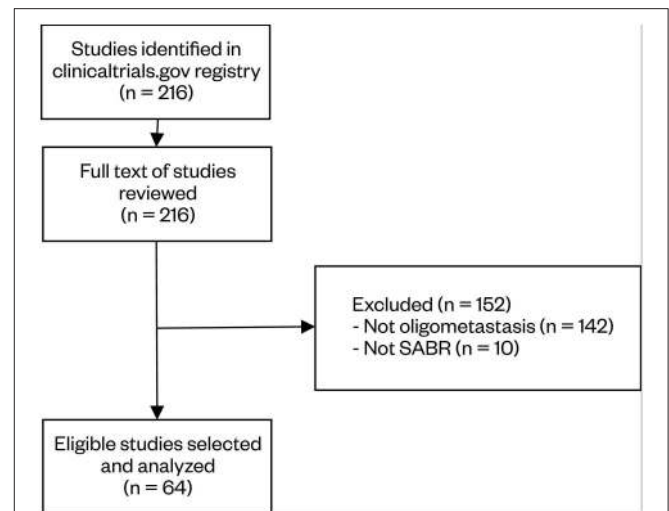 Studies identified in
clinicaltrials.gov registry
(n = 216)
Full text of studies
reviewed
(n = 216)
Excluded (n = 152)
- Not oligometastasis (n = 142)
- Not SABR (n = 10)
Eligible studies selected
and analyzed
(n = 64)